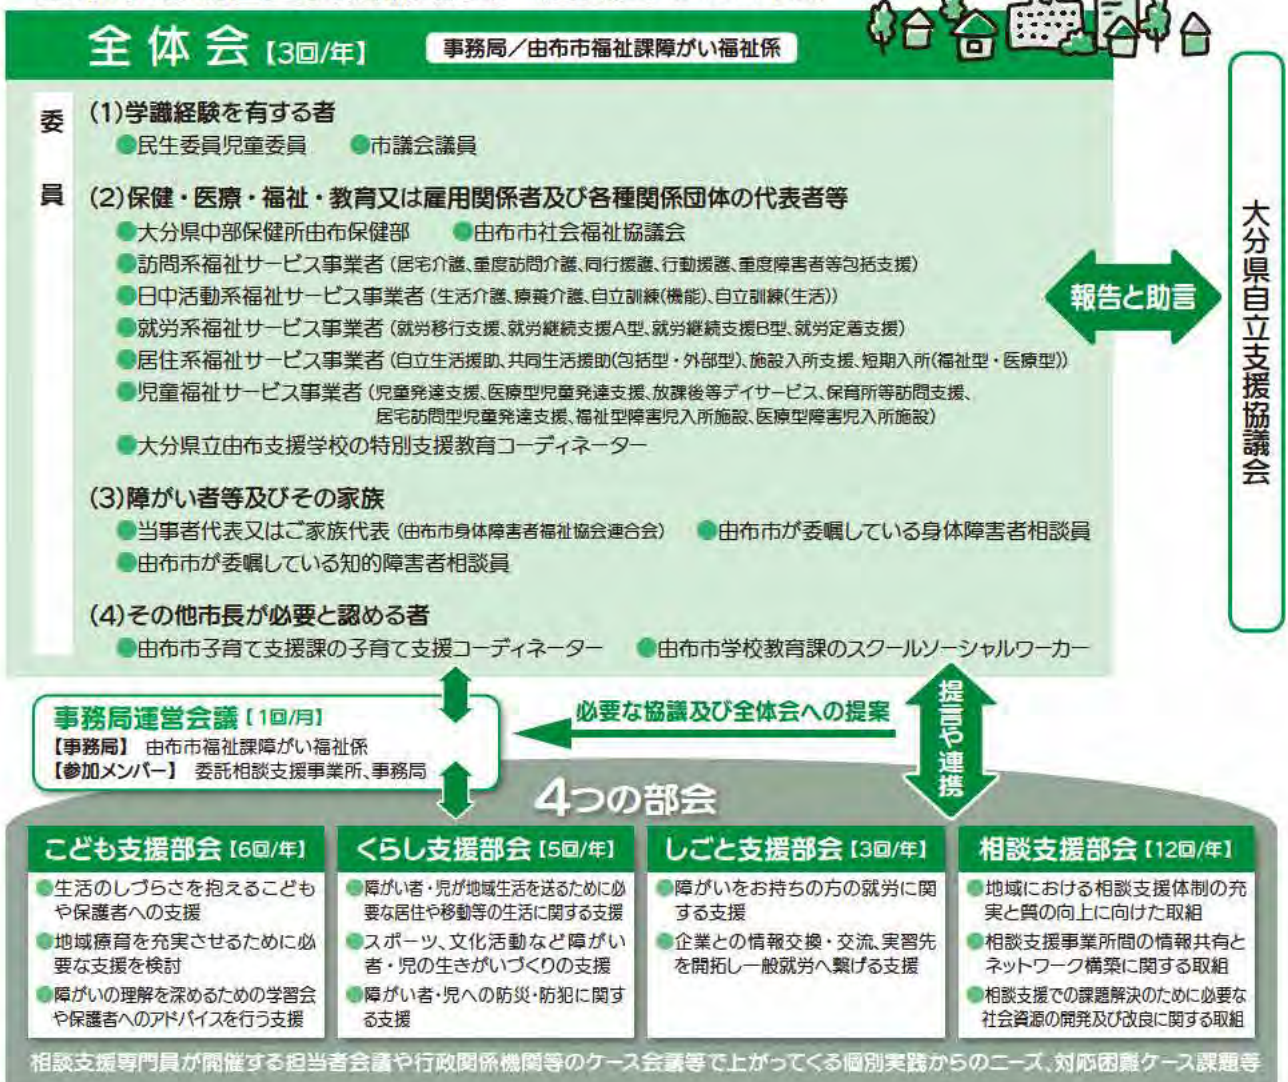 全体会【3回/年】 事務局／由布市福祉課障がい福祉係
委員
(1)学識経験を有する者
●民生委員児童委員 ●市議会議員
(2)保健・医療・福祉・教育又は雇用関係者及び各種関係団体の代表者等
●大分県中部保健所由布保健部 ●由布市社会福祉協議会
●訪問系福祉サービス事業者(居宅介護、重度訪問介護、同行援護、行動援護、重度障害者等包括支援)
●日中活動系福祉サービス事業者(生活介護、療養介護、自立訓練(機能)、自立訓練(生活))
●就労系福祉サービス事業者(就労移行支援、就労継続支援A型、就労継続支援B型、就労定着支援)
●居住系福祉サービス事業者(自立生活援助、共同生活援助(包括型・外部型)、施設入所支援、短期入所(福祉型・医療型))
●児童福祉サービス事業者(児童発達支援、医療型児童発達支援、放課後等デイサービス、保育所等訪問支援、
居宅訪問型児童発達支援、福祉型障害児入所施設、医療型障害児入所施設)
●大分県立由布支援学校の特別支援教育コーディネーター
(3)障がい者等及びその家族
●当事者代表又はご家族代表(由布市身体障害者福祉協会連合会) ●由布市が委嘱している身体障害者相談員
●由布市が委嘱している知的障害者相談員
(4)その他市長が必要と認める者
●由布市子育て支援課の子育て支援コーディネーター ●由布市学校教育課のスクールソーシャルワーカー
報告と助言
大分県自立支援協議会
事務局運営会議【1回/月】
【事務局】 由布市福祉課障がい福祉係
【参加メンバー】 委託相談支援事業所、事務局
必要な協議及び全体会への提案
提言や連携
4つの部会
こども支援部会【6回/年】
●生活のしづらさを抱えるこども
や保護者への支援
●地域療育を充実させるために必
要な支援を検討
●障がいの理解を深めるための学習会
や保護者へのアドバイスを行う支援
くらし支援部会【5回/年】
●障がい者・児が地域生活を送るために必
要な居住や移動等の生活に関する支援
●スポーツ、文化活動など障がい
者・児の生きがいづくりの支援
●障がい者・児への防災・防犯に関す
る支援
しごと支援部会【3回/年】
●障がいをお持ちの方の就労に関
する支援
●企業との情報交換・交流、実習先
を開拓し一般就労へ繋げる支援
相談支援部会【12回/年】
●地域における相談支援体制の充
実と質の向上に向けた取組
●相談支援事業所間の情報共有と
ネットワーク構築に関する取組
●相談支援での課題解決のために必要な
社会資源の開発及び改良に関する取組
相談支援専門員が開催する担当者会議や行政関係機関等のケース会議等で上がってくる個別実践からのニーズ、対応困難ケース課題等